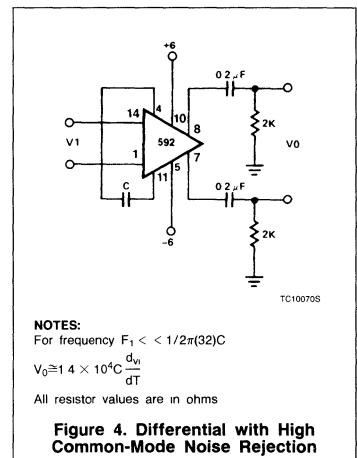 +6
4
14
10
0 2 μF
8
V1
592
2K
V0
1
7
11
5
0 2 μF
C
2K
-6
TC10070S
NOTES:
For frequency F₁ < < 1/2π(32)C
V₀≅1 4 × 10⁴C dᵥᵢ/dT
All resistor values are in ohms
Figure 4. Differential with High
Common-Mode Noise Rejection